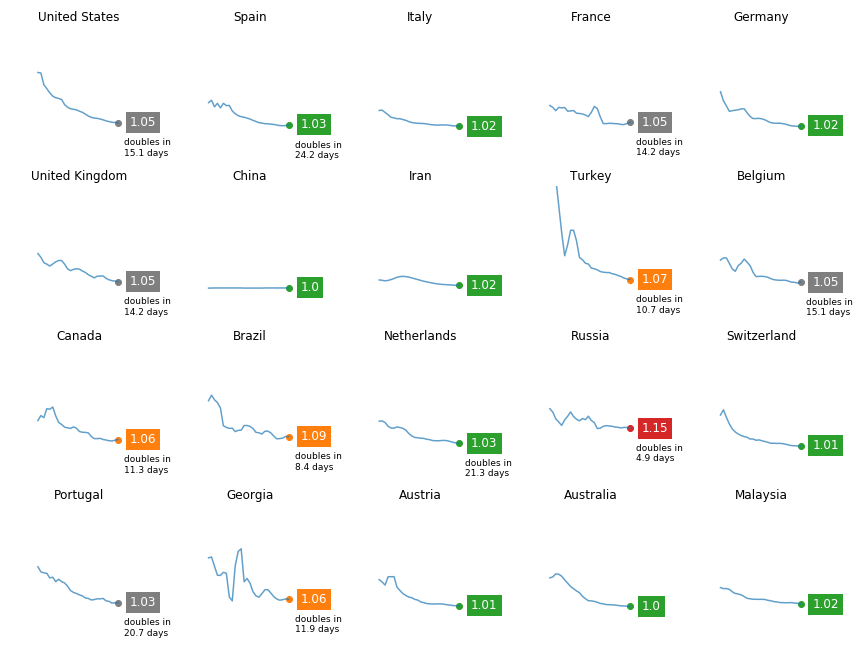 United States
1.05
doubles in
15.1 days
Spain
1.03
doubles in
24.2 days
Italy
1.02
France
1.05
doubles in
14.2 days
Germany
1.02
United Kingdom
1.05
doubles in
14.2 days
China
1.0
Iran
1.02
Turkey
1.07
doubles in
10.7 days
Belgium
1.05
doubles in
15.1 days
Canada
1.06
doubles in
11.3 days
Brazil
1.09
doubles in
8.4 days
Netherlands
1.03
doubles in
21.3 days
Russia
1.15
doubles in
4.9 days
Switzerland
1.01
Portugal
1.03
doubles in
20.7 days
Georgia
1.06
doubles in
11.9 days
Austria
1.01
Australia
1.0
Malaysia
1.02